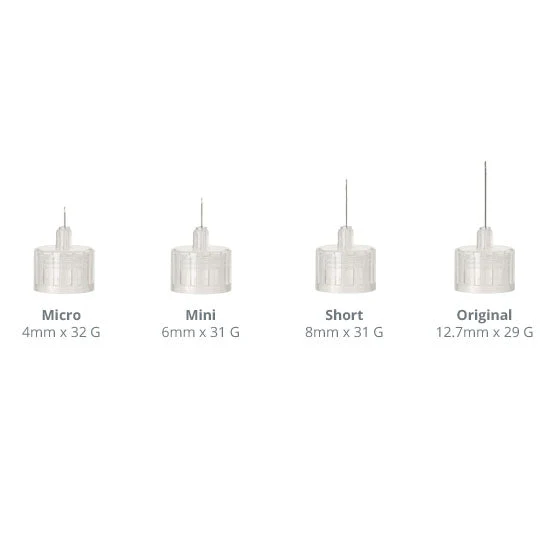 Micro
4mm x 32 G
Mini
6mm x 31 G
Short
8mm x 31 G
Original
12.7mm x 29 G